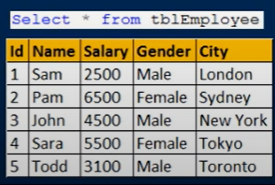 Select * from tblEmployee
Id Name Salary Gender City
1 Sam 2500 Male London
2 Pam 6500 Female Sydney
3 John 4500 Male New York
4 Sara 5500 Female Tokyo
5 Todd 3100 Male Toronto